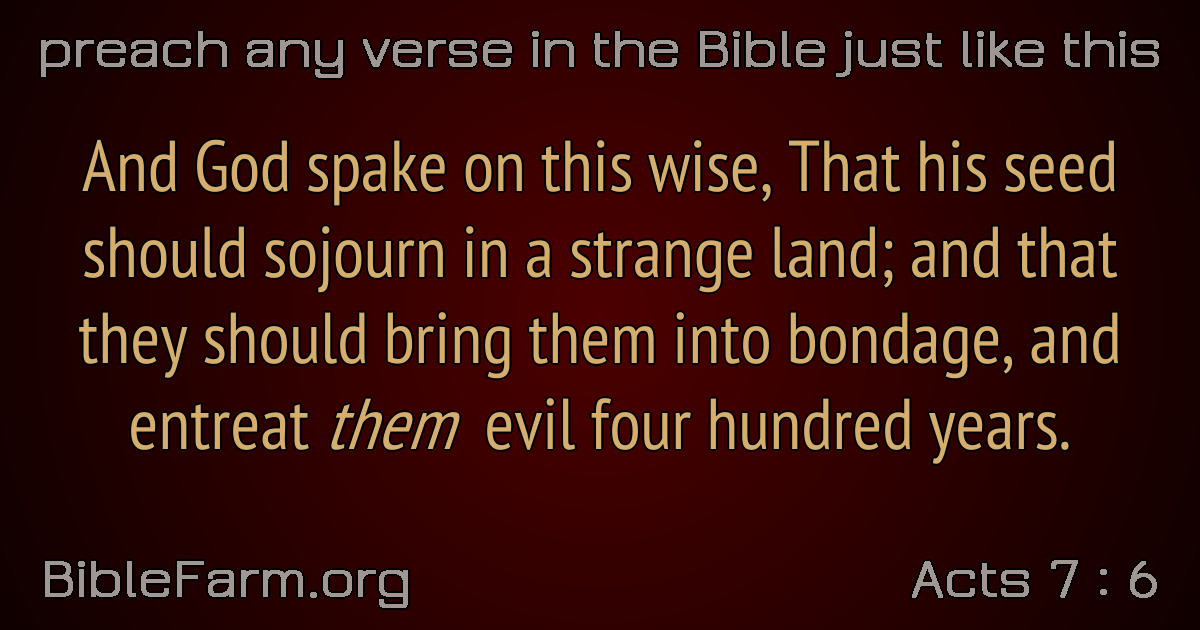 preach any verse in the Bible just like this
And God spake on this wise, That his seed
should sojourn in a strange land; and that
they should bring them into bondage, and
entreat them evil four hundred years.
BibleFarm.org
Acts 7 : 6